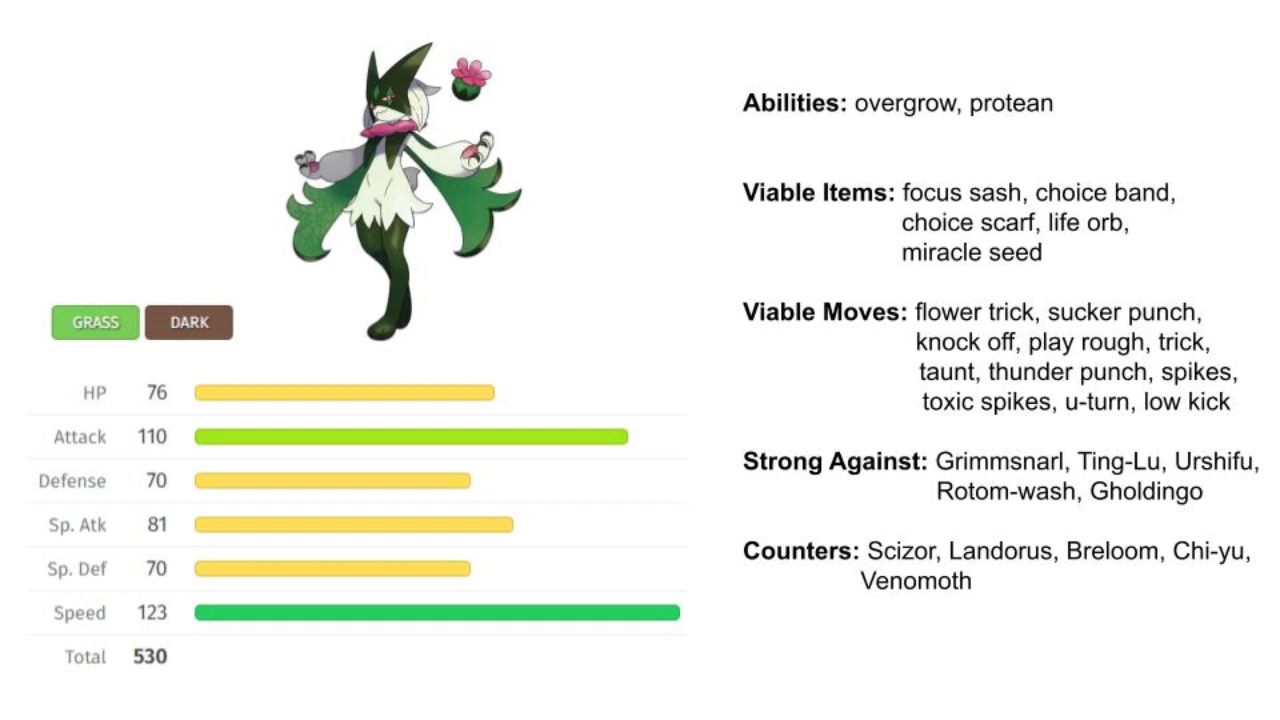 Abilities: overgrow, protean
Viable Items: focus sash, choice band,
choice scarf, life orb,
miracle seed
Viable Moves: flower trick, sucker punch,
knock off, play rough, trick,
taunt, thunder punch, spikes,
toxic spikes, u-turn, low kick
Strong Against: Grimmsnarl, Ting-Lu, Urshifu,
Rotom-wash, Gholdingo
Counters: Scizor, Landorus, Breloom, Chi-yu,
Venomoth
GRASS DARK
HP 76
Attack 110
Defense 70
Sp. Atk 81
Sp. Def 70
Speed 123
Total 530